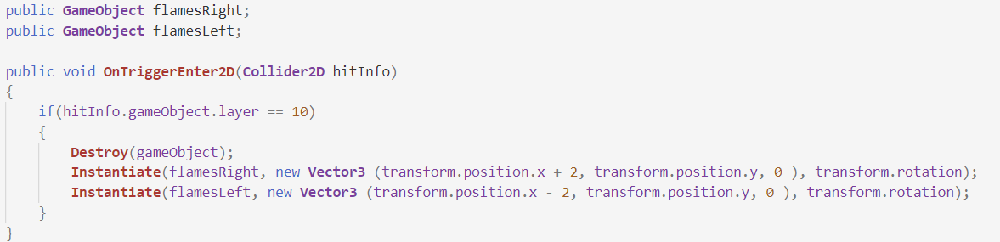 public GameObject flamesRight;
public GameObject flamesLeft;
public void OnTriggerEnter2D(Collider2D hitInfo)
{
if(hitInfo.gameObject.layer == 10)
{
Destroy(gameObject);
Instantiate(flamesRight, new Vector3 (transform.position.x + 2, transform.position.y, 0 ), transform.rotation);
Instantiate(flamesLeft, new Vector3 (transform.position.x - 2, transform.position.y, 0 ), transform.rotation);
}
}